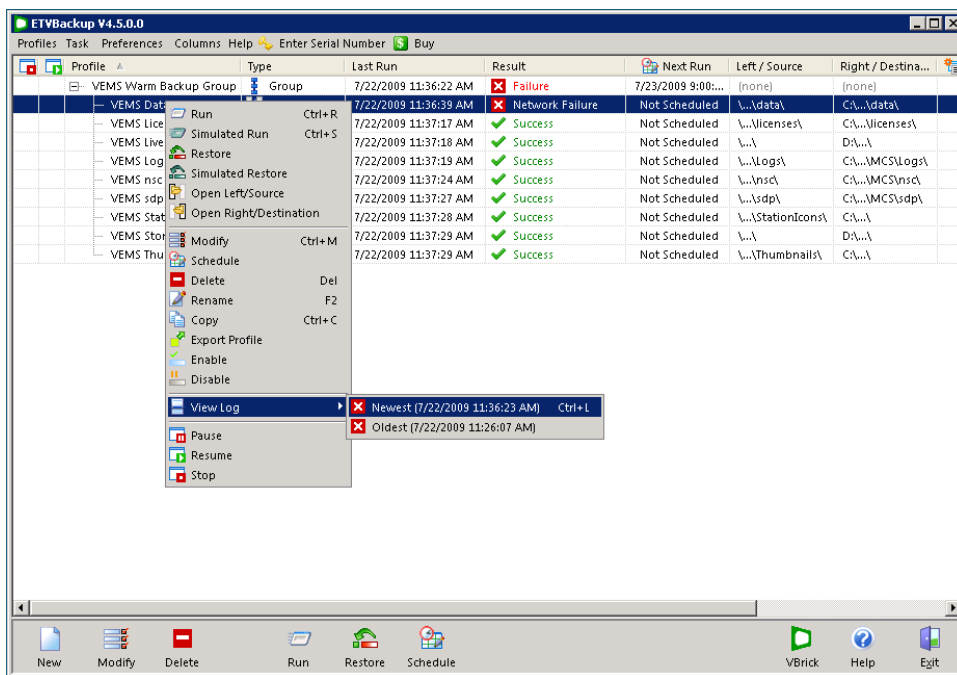 ETVBackup V4.5.0.0
Profiles Task Preferences Columns Help Enter Serial Number Buy
Profile Type Last Run Result Next Run Left / Source Right / Destina...
VEMS Warm Backup Group Group 7/22/2009 11:36:22 AM Failure 7/23/2009 9:00:... (none) (none)
VEMS Data 7/22/2009 11:36:39 AM Network Failure Not Scheduled \...\data\ C:\...\data\
VEMS Lice 7/22/2009 11:37:17 AM Success Not Scheduled \...\licenses\ C:\...\licenses\
VEMS Live 7/22/2009 11:37:18 AM Success Not Scheduled \...\ D:\...\
VEMS Log 7/22/2009 11:37:19 AM Success Not Scheduled \...\Logs\ C:\...\MCS\Logs\
VEMS nsc 7/22/2009 11:37:24 AM Success Not Scheduled \...\nsc\ C:\...\MCS\nsc\
VEMS sdp 7/22/2009 11:37:27 AM Success Not Scheduled \...\sdp\ C:\...\MCS\sdp\
VEMS Stat 7/22/2009 11:37:28 AM Success Not Scheduled \...\StationIcons\ C:\...\
VEMS Stor 7/22/2009 11:37:29 AM Success Not Scheduled \...\ D:\...\
VEMS Thu 7/22/2009 11:37:29 AM Success Not Scheduled \...\Thumbnails\ C:\...\
Run Ctrl+R
Simulated Run Ctrl+S
Restore
Simulated Restore
Open Left/Source
Open Right/Destination
Modify Ctrl+M
Schedule
Delete Del
Rename F2
Copy Ctrl+C
Export Profile
Enable
Disable
View Log
Newest (7/22/2009 11:36:23 AM) Ctrl+L
Oldest (7/22/2009 11:26:07 AM)
Pause
Resume
Stop
New Modify Delete Run Restore Schedule VBrick Help Exit